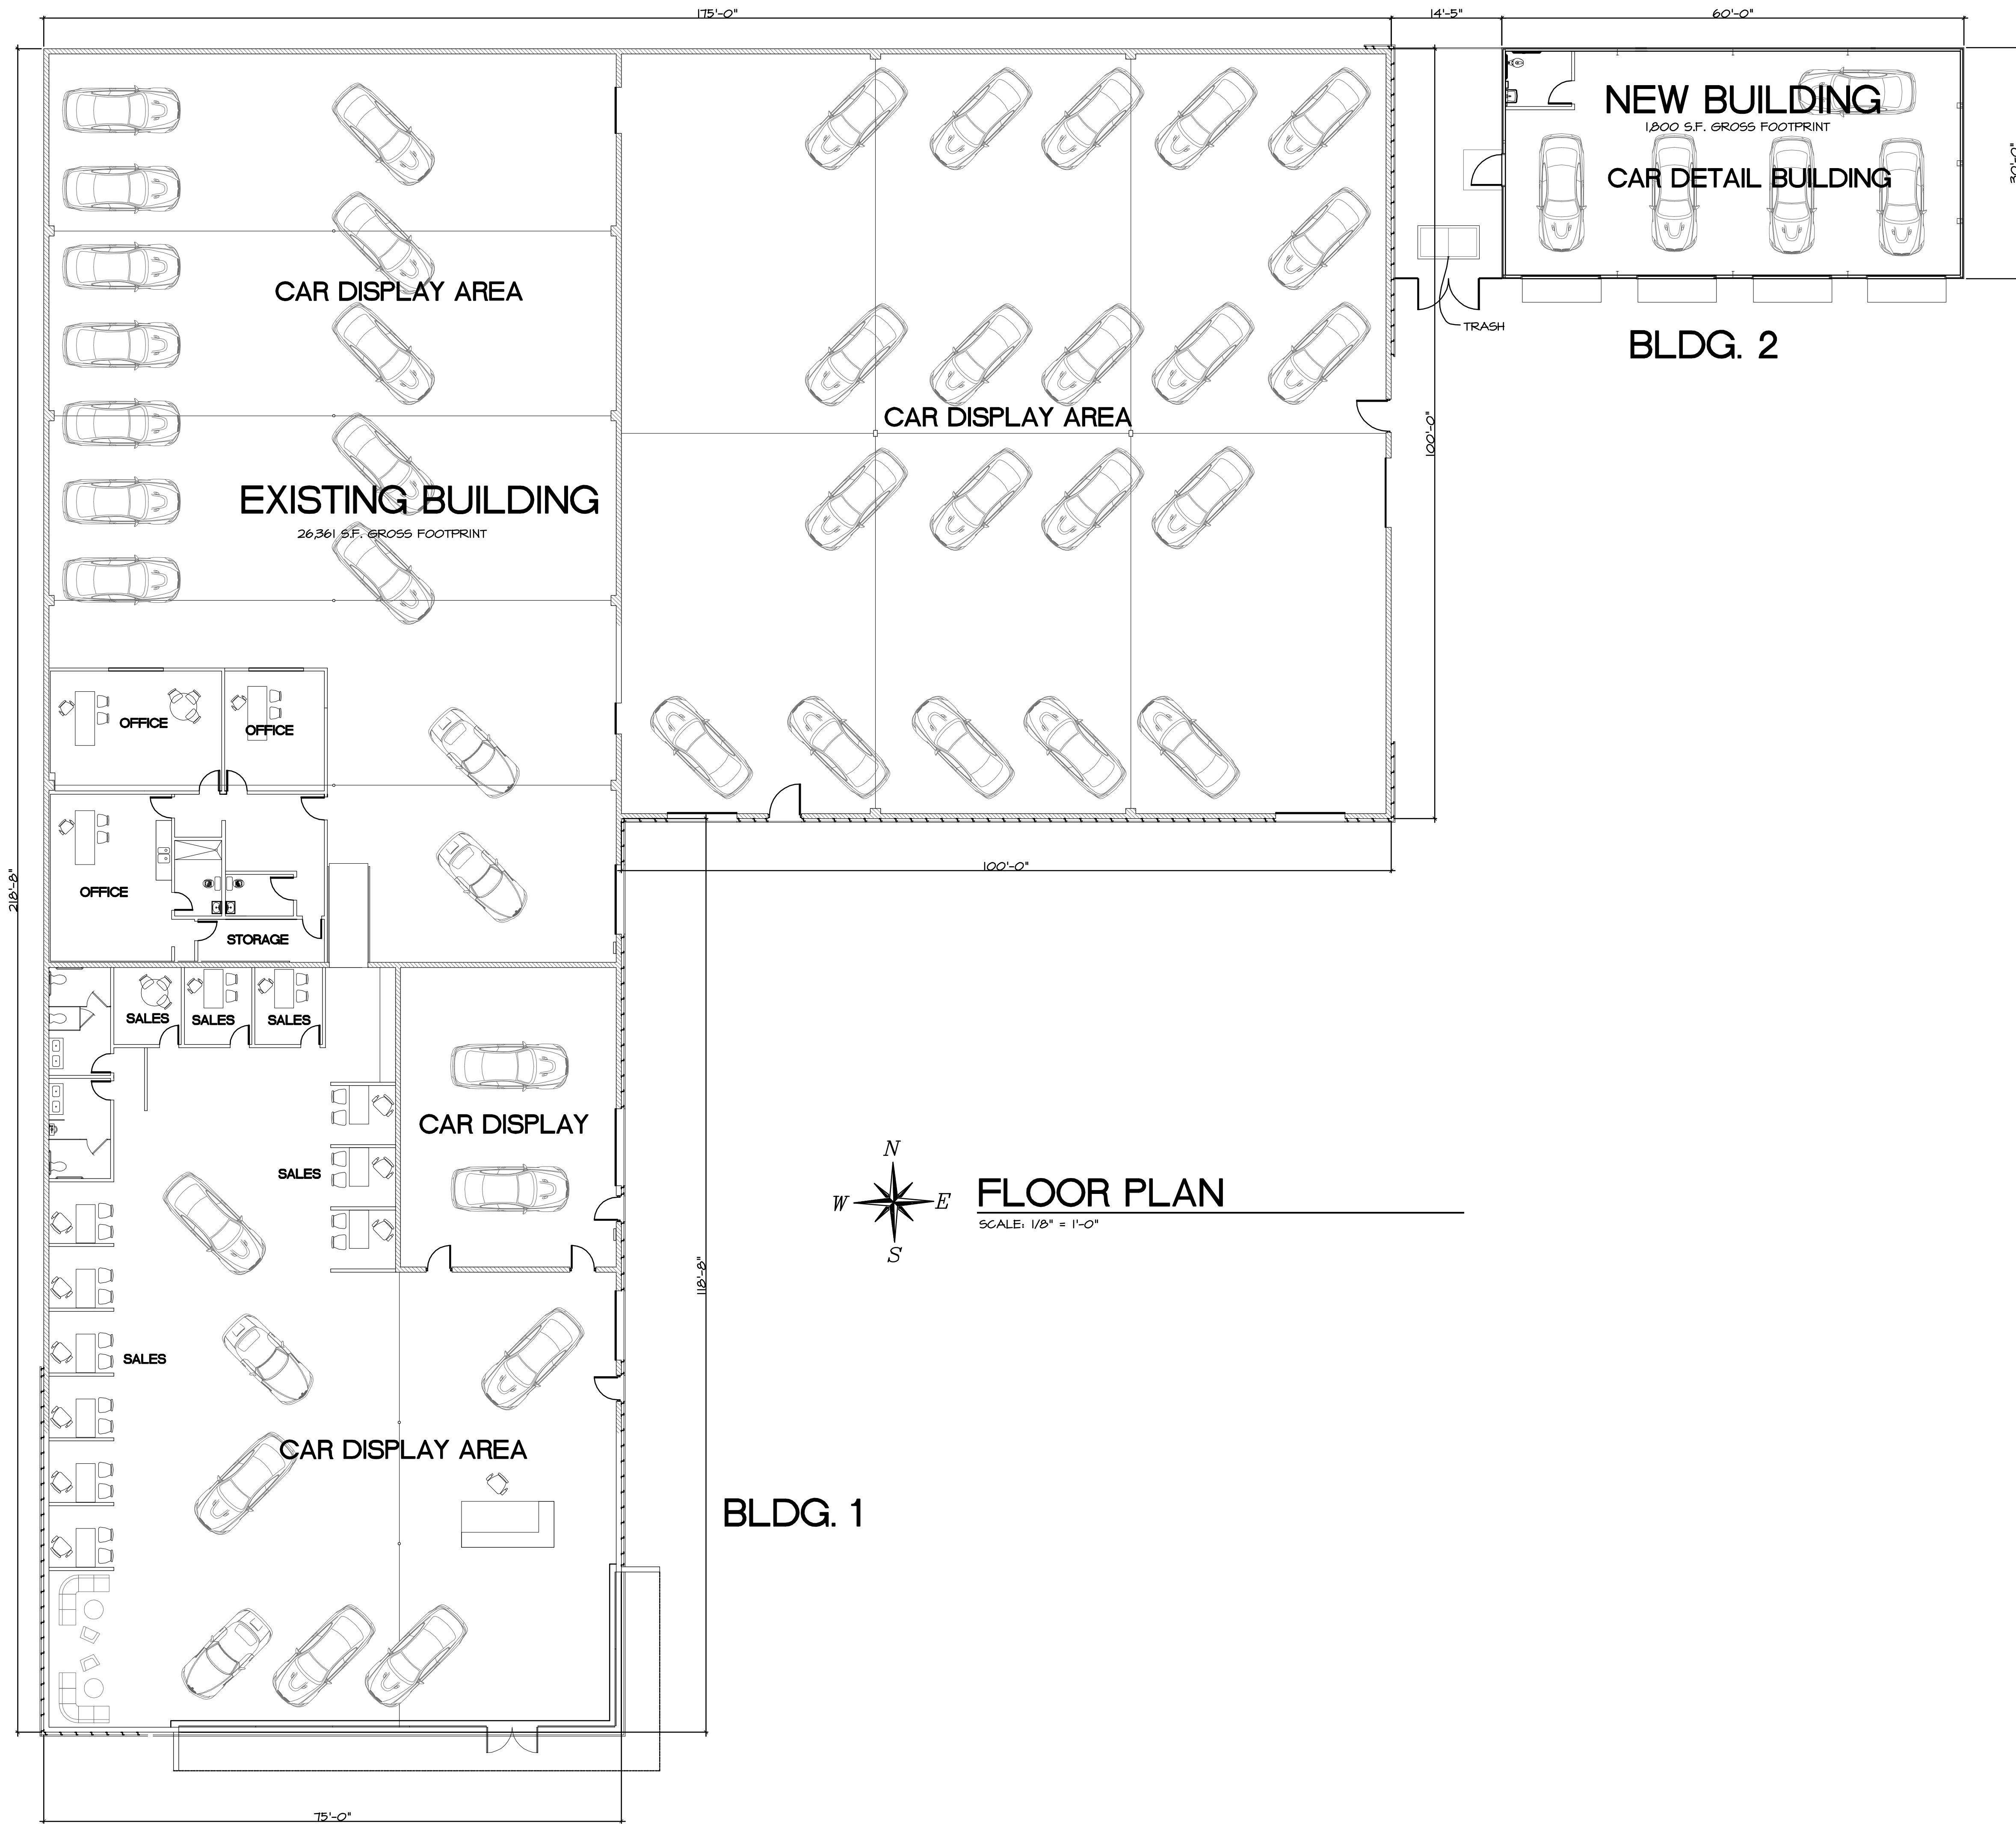 175'-0"
14'-5"
60'-0"
NEW BUILDING
1,800 S.F. GROSS FOOTPRINT
CAR DETAIL BUILDING
30'-0"
CAR DISPLAY AREA
TRASH
BLDG. 2
CAR DISPLAY AREA
100'-0"
EXISTING BUILDING
26,361 S.F. GROSS FOOTPRINT
OFFICE
OFFICE
100'-0"
218'-8"
OFFICE
STORAGE
SALES
SALES
SALES
CAR DISPLAY
SALES
N
W
E
S
FLOOR PLAN
SCALE: 1/8" = 1'-0"
118'-8"
SALES
CAR DISPLAY AREA
BLDG. 1
75'-0"